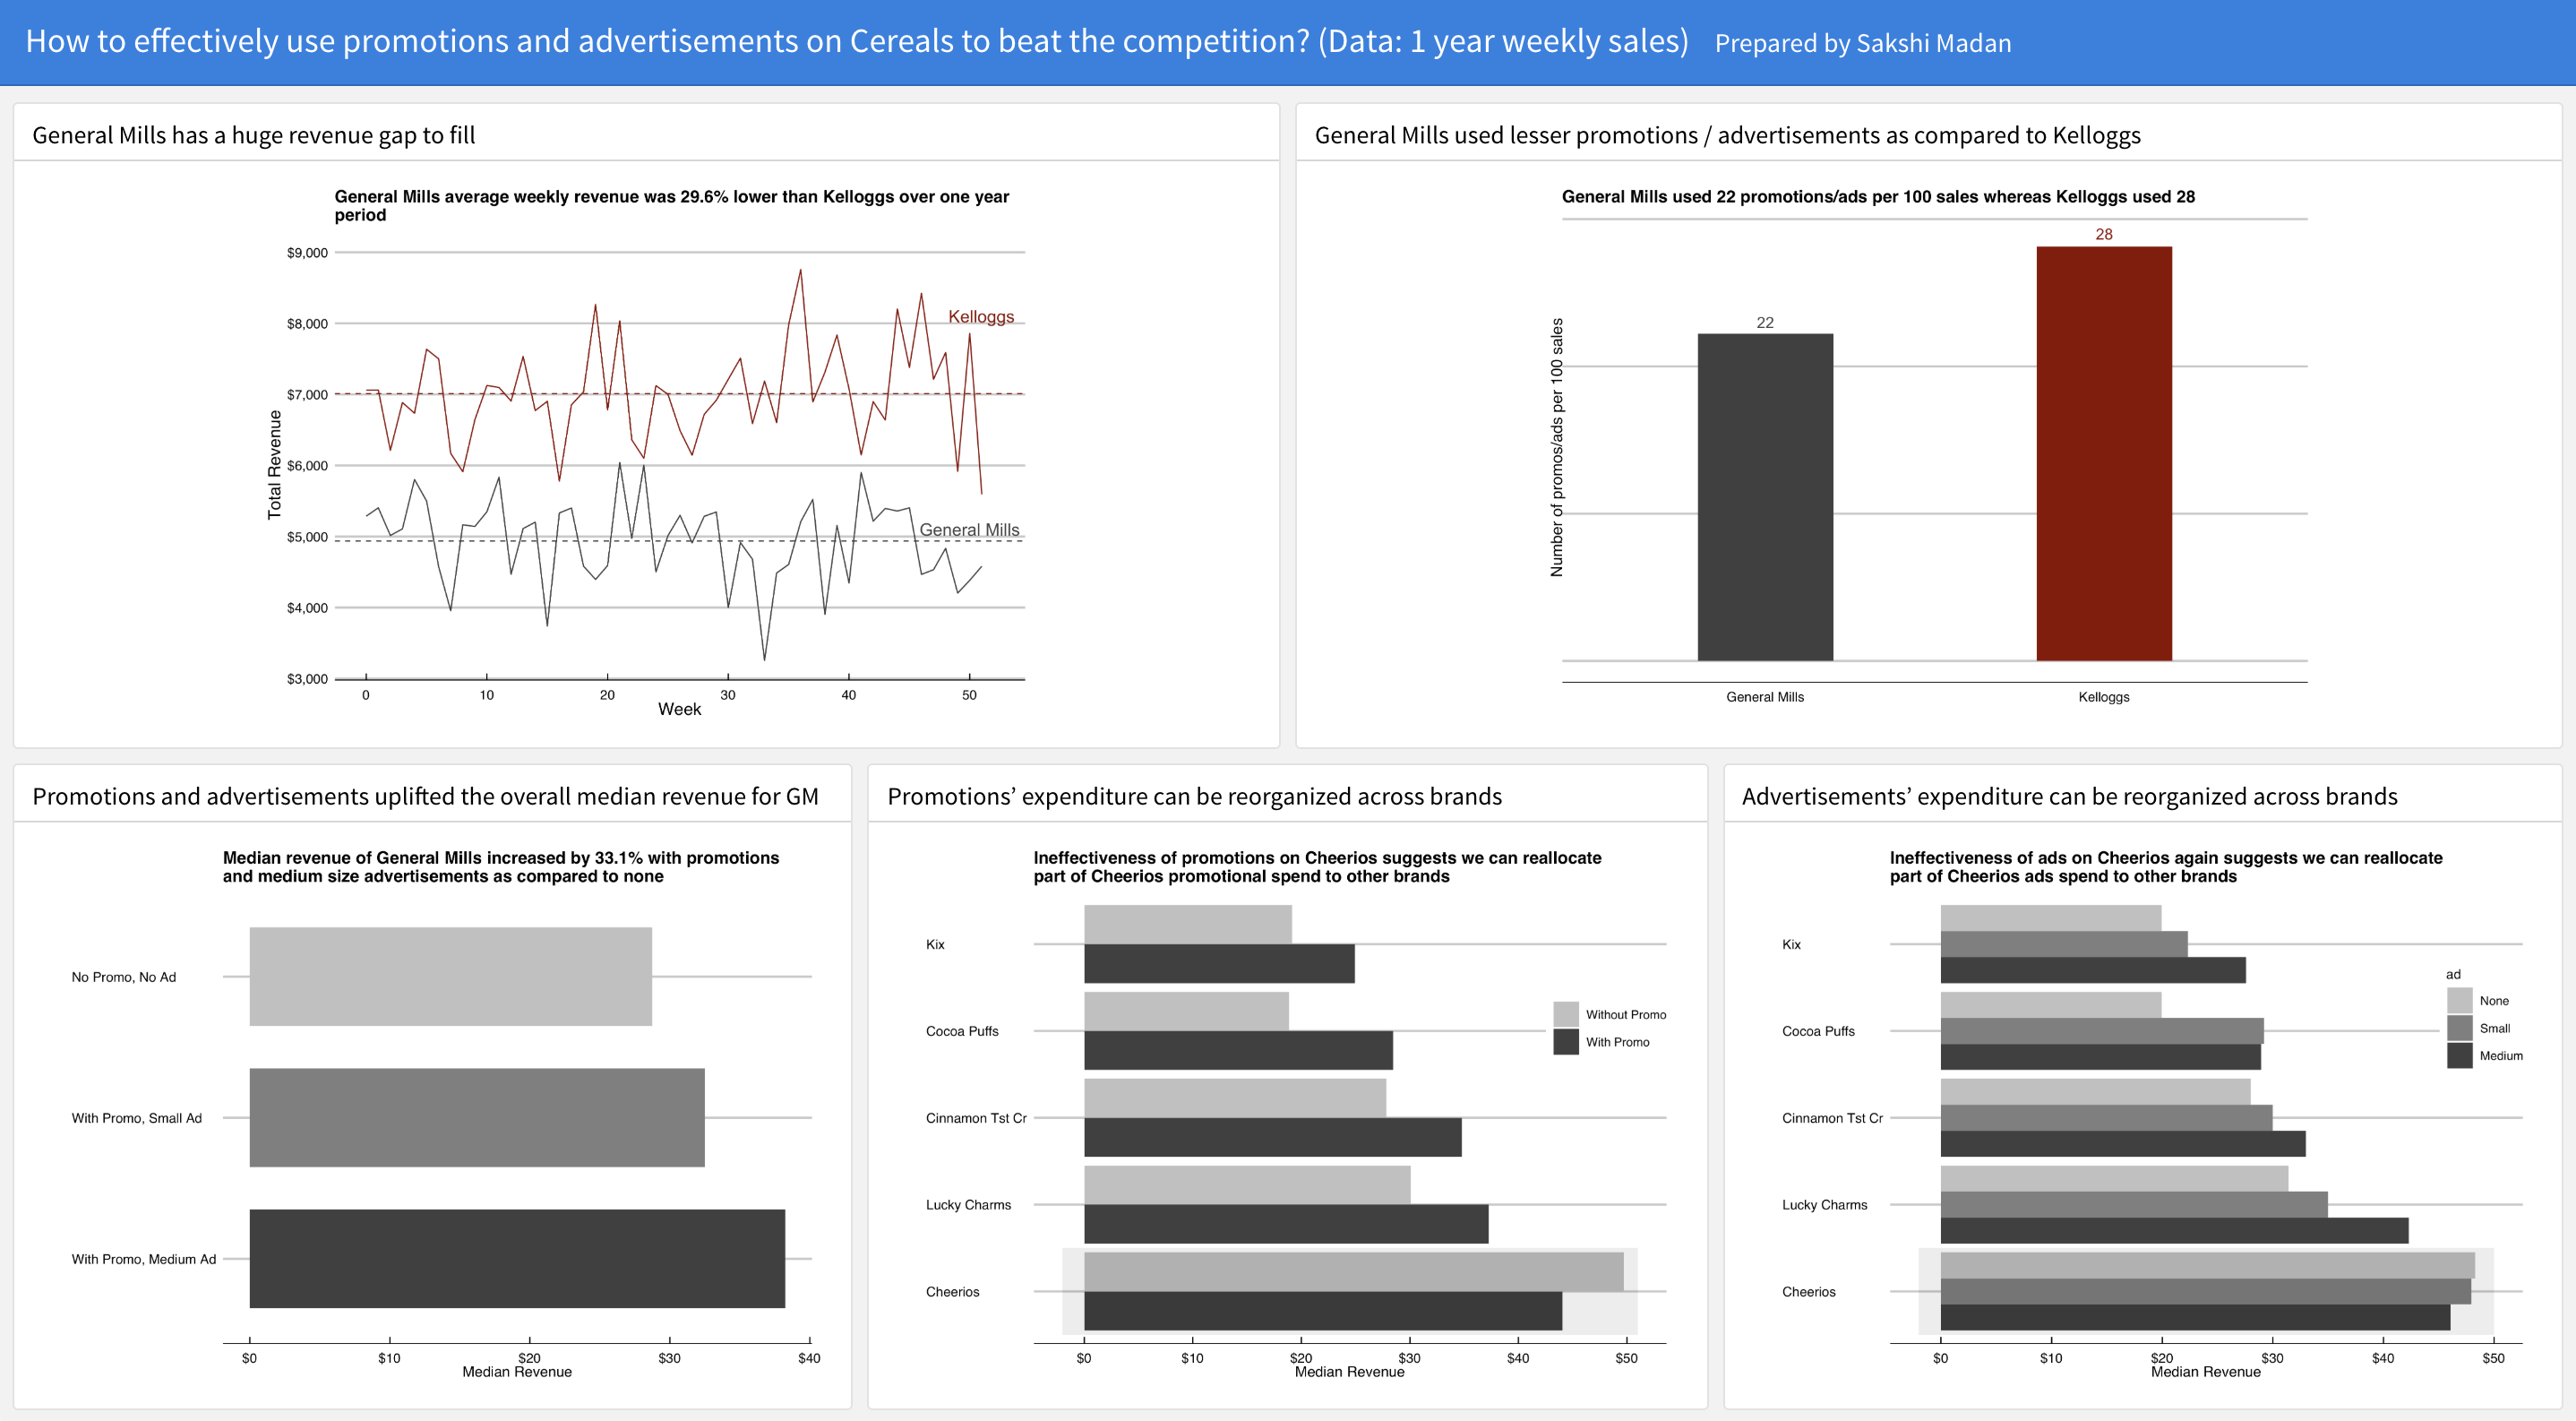 How to effectively use promotions and advertisements on Cereals to beat the competition? (Data: 1 year weekly sales) Prepared by Sakshi Madan
General Mills has a huge revenue gap to fill
General Mills average weekly revenue was 29.6% lower than Kelloggs over one year
period
$9,000
$8,000
$7,000
$6,000
$5,000
$4,000
$3,000
Total Revenue
Kelloggs
General Mills
0 10 20 30 40 50
Week
General Mills used lesser promotions / advertisements as compared to Kelloggs
General Mills used 22 promotions/ads per 100 sales whereas Kelloggs used 28
Number of promos/ads per 100 sales
22
28
General Mills Kelloggs
Promotions and advertisements uplifted the overall median revenue for GM
Median revenue of General Mills increased by 33.1% with promotions
and medium size advertisements as compared to none
No Promo, No Ad
With Promo, Small Ad
With Promo, Medium Ad
$0 $10 $20 $30 $40
Median Revenue
Promotions’ expenditure can be reorganized across brands
Ineffectiveness of promotions on Cheerios suggests we can reallocate
part of Cheerios promotional spend to other brands
Kix
Cocoa Puffs
Cinnamon Tst Cr
Lucky Charms
Cheerios
Without Promo
With Promo
$0 $10 $20 $30 $40 $50
Median Revenue
Advertisements’ expenditure can be reorganized across brands
Ineffectiveness of ads on Cheerios again suggests we can reallocate
part of Cheerios ads spend to other brands
Kix
Cocoa Puffs
Cinnamon Tst Cr
Lucky Charms
Cheerios
ad
None
Small
Medium
$0 $10 $20 $30 $40 $50
Median Revenue